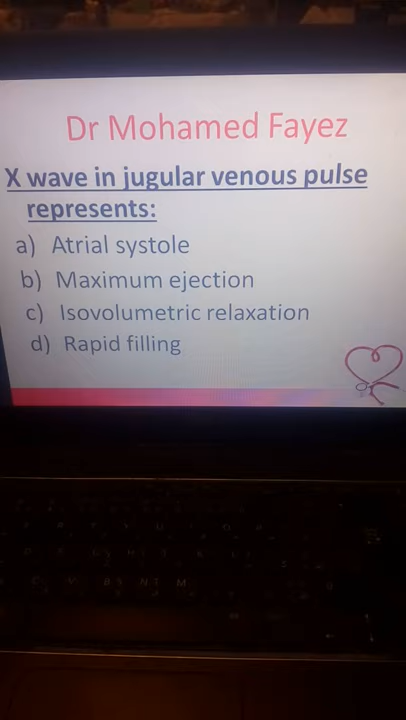 Dr Mohamed Fayez
X wave in jugular venous pulse
represents:
a) Atrial systole
b) Maximum ejection
c) Isovolumetric relaxation
d) Rapid filling